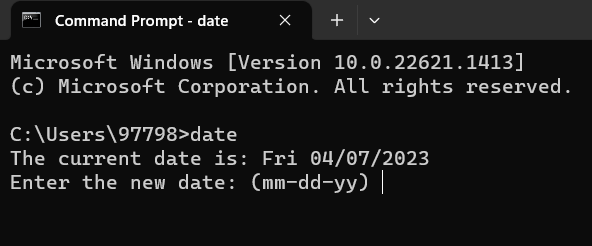 Command Prompt - date
Microsoft Windows [Version 10.0.22621.1413]
(c) Microsoft Corporation. All rights reserved.
C:\Users\97798>date
The current date is: Fri 04/07/2023
Enter the new date: (mm-dd-yy)